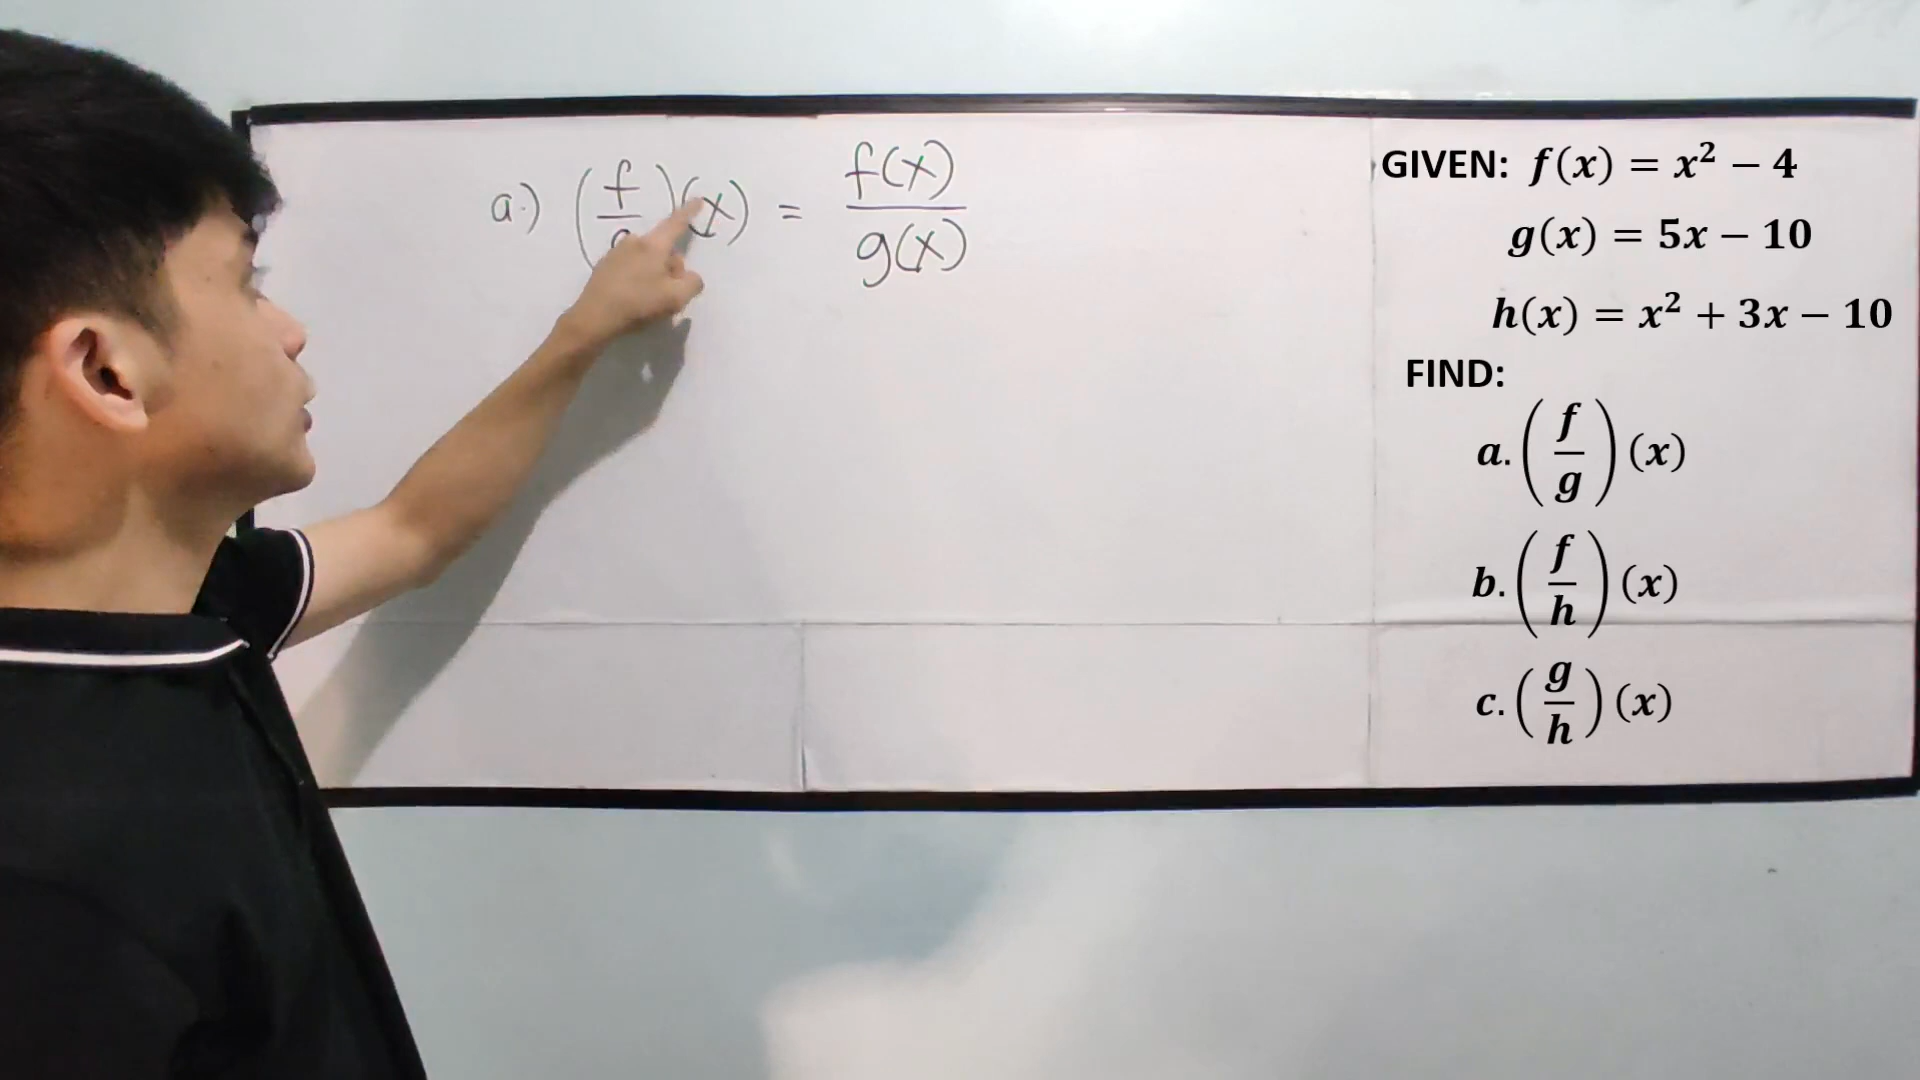 a.) (f/g)(x) = f(x)/g(x)
GIVEN: f(x) = x² − 4
g(x) = 5x − 10
h(x) = x² + 3x − 10
FIND:
a. (f/g)(x)
b. (f/h)(x)
c. (g/h)(x)